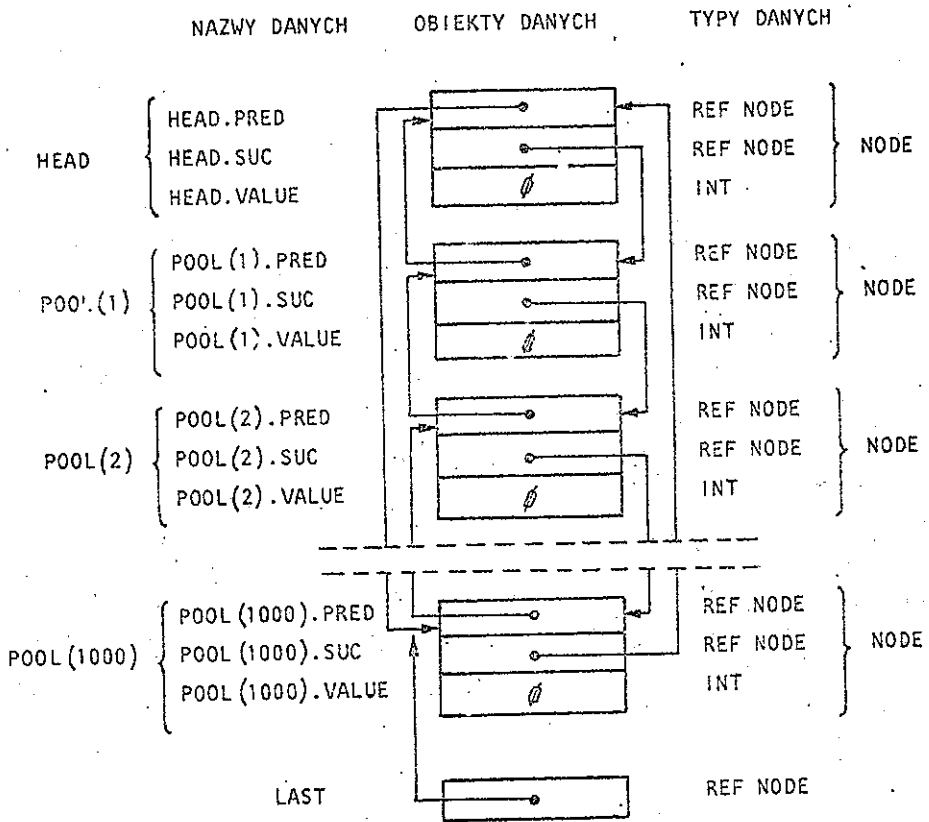 NAZWY DANYCH OBIEKTY DANYCH TYPY DANYCH
HEAD.PRED REF NODE
HEAD HEAD.SUC REF NODE NODE
HEAD.VALUE Ø INT
POOL(1).PRED REF NODE
POOL(1) POOL(1).SUC REF NODE NODE
POOL(1).VALUE Ø INT
POOL(2).PRED REF NODE
POOL(2) POOL(2).SUC REF NODE NODE
POOL(2).VALUE Ø INT
POOL(1000).PRED REF NODE
POOL(1000) POOL(1000).SUC REF NODE NODE
POOL(1000).VALUE Ø INT
LAST REF NODE